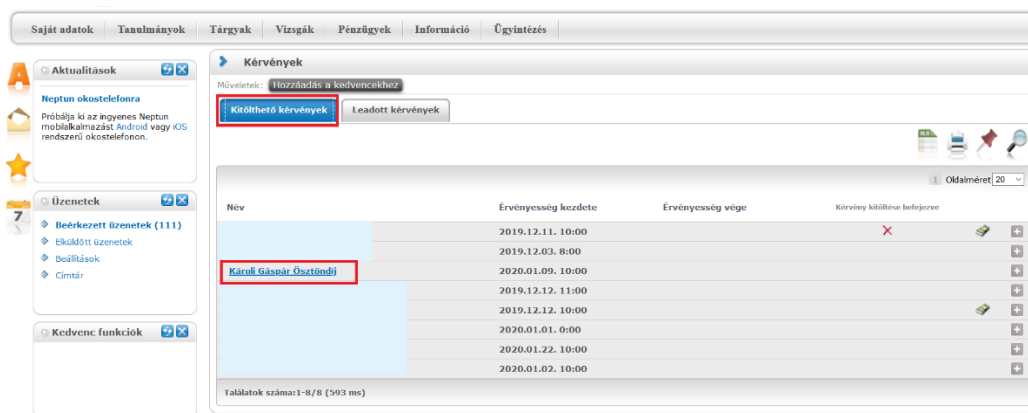 Saját adatok Tanulmányok Tárgyak Vizsgák Pénzügyek Információ Ügyintézés
Aktualitások
Neptun okostelefonra
Próbálja ki az ingyenes Neptun
mobilalkalmazást Android vagy iOS
rendszerű okostelefonon.
7
Üzenetek
Beérkezett üzenetek (111)
Elküldött üzenetek
Beállítások
Címtár
Kedvenc funkciók
Kérvények
Műveletek: Hozzáadás a kedvencekhez
Kitölthető kérvények Leadott kérvények
1 Oldalméret 20
Név Érvényesség kezdete Érvényesség vége Kérvény kitöltése befejezve
2019.12.11. 10:00
2019.12.03. 8:00
Károli Gáspár Ösztöndíj 2020.01.09. 10:00
2019.12.12. 11:00
2019.12.12. 10:00
2020.01.01. 0:00
2020.01.22. 10:00
2020.01.02. 10:00
Találatok száma:1-8/8 (593 ms)